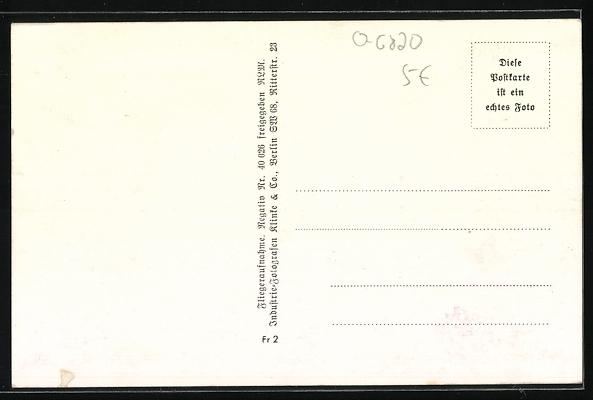 O-6820
5€
Diese
Postkarte
ist ein
echtes Foto
Fliegeraufnahme. Negativ Nr. 40 026 freigegeben RLM.
Industrie-Fotografen Klinke & Co., Berlin SW 68, Ritterstr. 23
Fr 2